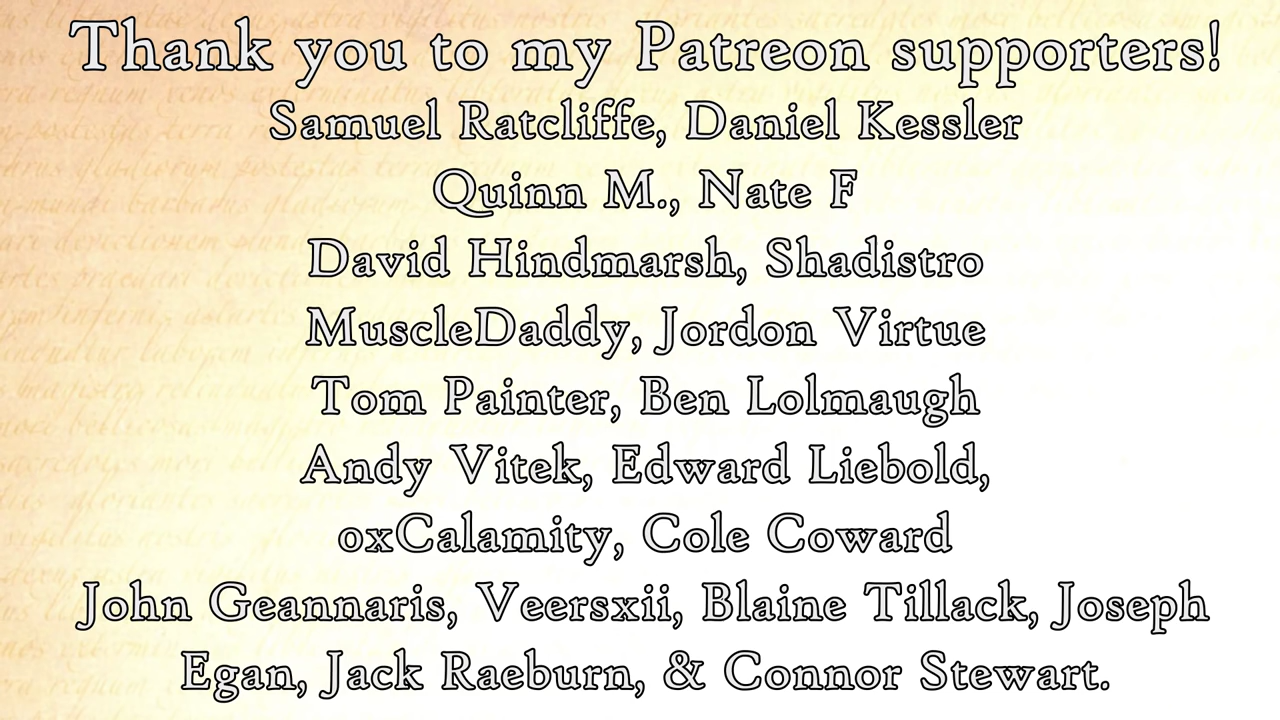 Thank you to my Patreon supporters!
Samuel Ratcliffe, Daniel Kessler
Quinn M., Nate F
David Hindmarsh, Shadistro
MuscleDaddy, Jordon Virtue
Tom Painter, Ben Lolmaugh
Andy Vitek, Edward Liebold,
oxCalamity, Cole Coward
John Geannaris, Veersxii, Blaine Tillack, Joseph
Egan, Jack Raeburn, & Connor Stewart.